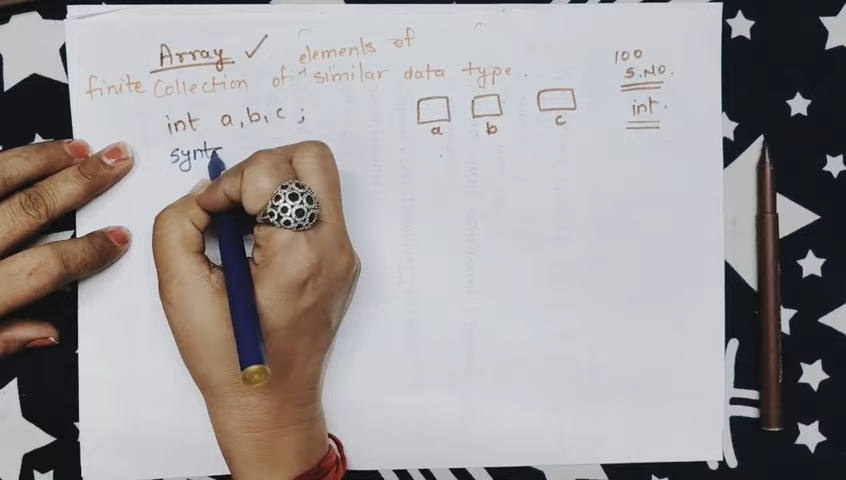 Array ✓ elements of
finite Collection of similar data type.
int a, b, c ;
synt
a b c
100
S.NO.
int.